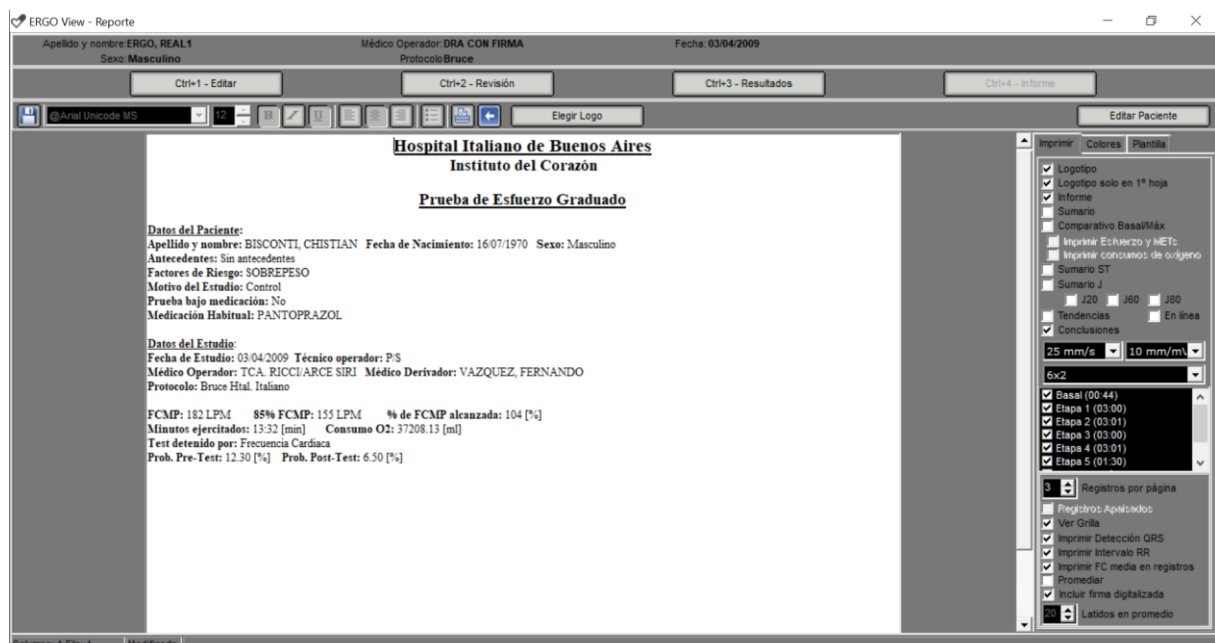 ERGO View - Reporte
Apellido y nombre:ERGO, REAL1 Médico Operador:DRA CON FIRMA Fecha:03/04/2009
Sexo:Masculino Protocolo Bruce
Ctrl+1 - Editar Ctrl+2 - Revisión Ctrl+3 - Resultados Ctrl+4 - Informe
@Arial Unicode MS 12 B I U Elegir Logo Editar Paciente
Hospital Italiano de Buenos Aires
Instituto del Corazón
Prueba de Esfuerzo Graduado
Datos del Paciente:
Apellido y nombre: BISCONTI, CHISTIAN Fecha de Nacimiento: 16/07/1970 Sexo: Masculino
Antecedentes: Sin antecedentes
Factores de Riesgo: SOBREPESO
Motivo del Estudio: Control
Prueba bajo medicación: No
Medicación Habitual: PANTOPRAZOL
Datos del Estudio:
Fecha de Estudio: 03/04/2009 Técnico operador: P/S
Médico Operador: TCA. RICCI/ARCE SIRI Médico Derivador: VAZQUEZ, FERNANDO
Protocolo: Bruce Htal. Italiano
FCMP: 182 LPM 85% FCMP: 155 LPM % de FCMP alcanzada: 104 [%]
Minutos ejercitados: 13:32 [min] Consumo O2: 37208.13 [ml]
Test detenido por: Frecuencia Cardiaca
Prob. Pre-Test: 12.30 [%] Prob. Post-Test: 6.50 [%]
Imprimir Colores Plantilla
Logotipo
Logotipo solo en 1ª hoja
Informe
Sumario
Comparativo Basal/Máx
Imprimir Esfuerzo y METs
Imprimir consumos de oxígeno
Sumario ST
Sumario J
J20 J60 J80
Tendencias En línea
Conclusiones
25 mm/s 10 mm/m\
6x2
Basal (00:44)
Etapa 1 (03:00)
Etapa 2 (03:01)
Etapa 3 (03:00)
Etapa 4 (03:01)
Etapa 5 (01:30)
3 Registros por página
Registros Apaisados
Ver Grilla
Imprimir Detección QRS
Imprimir Intervalo RR
Imprimir FC media en registros
Promediar
Incluir firma digitalizada
20 Latidos en promedio